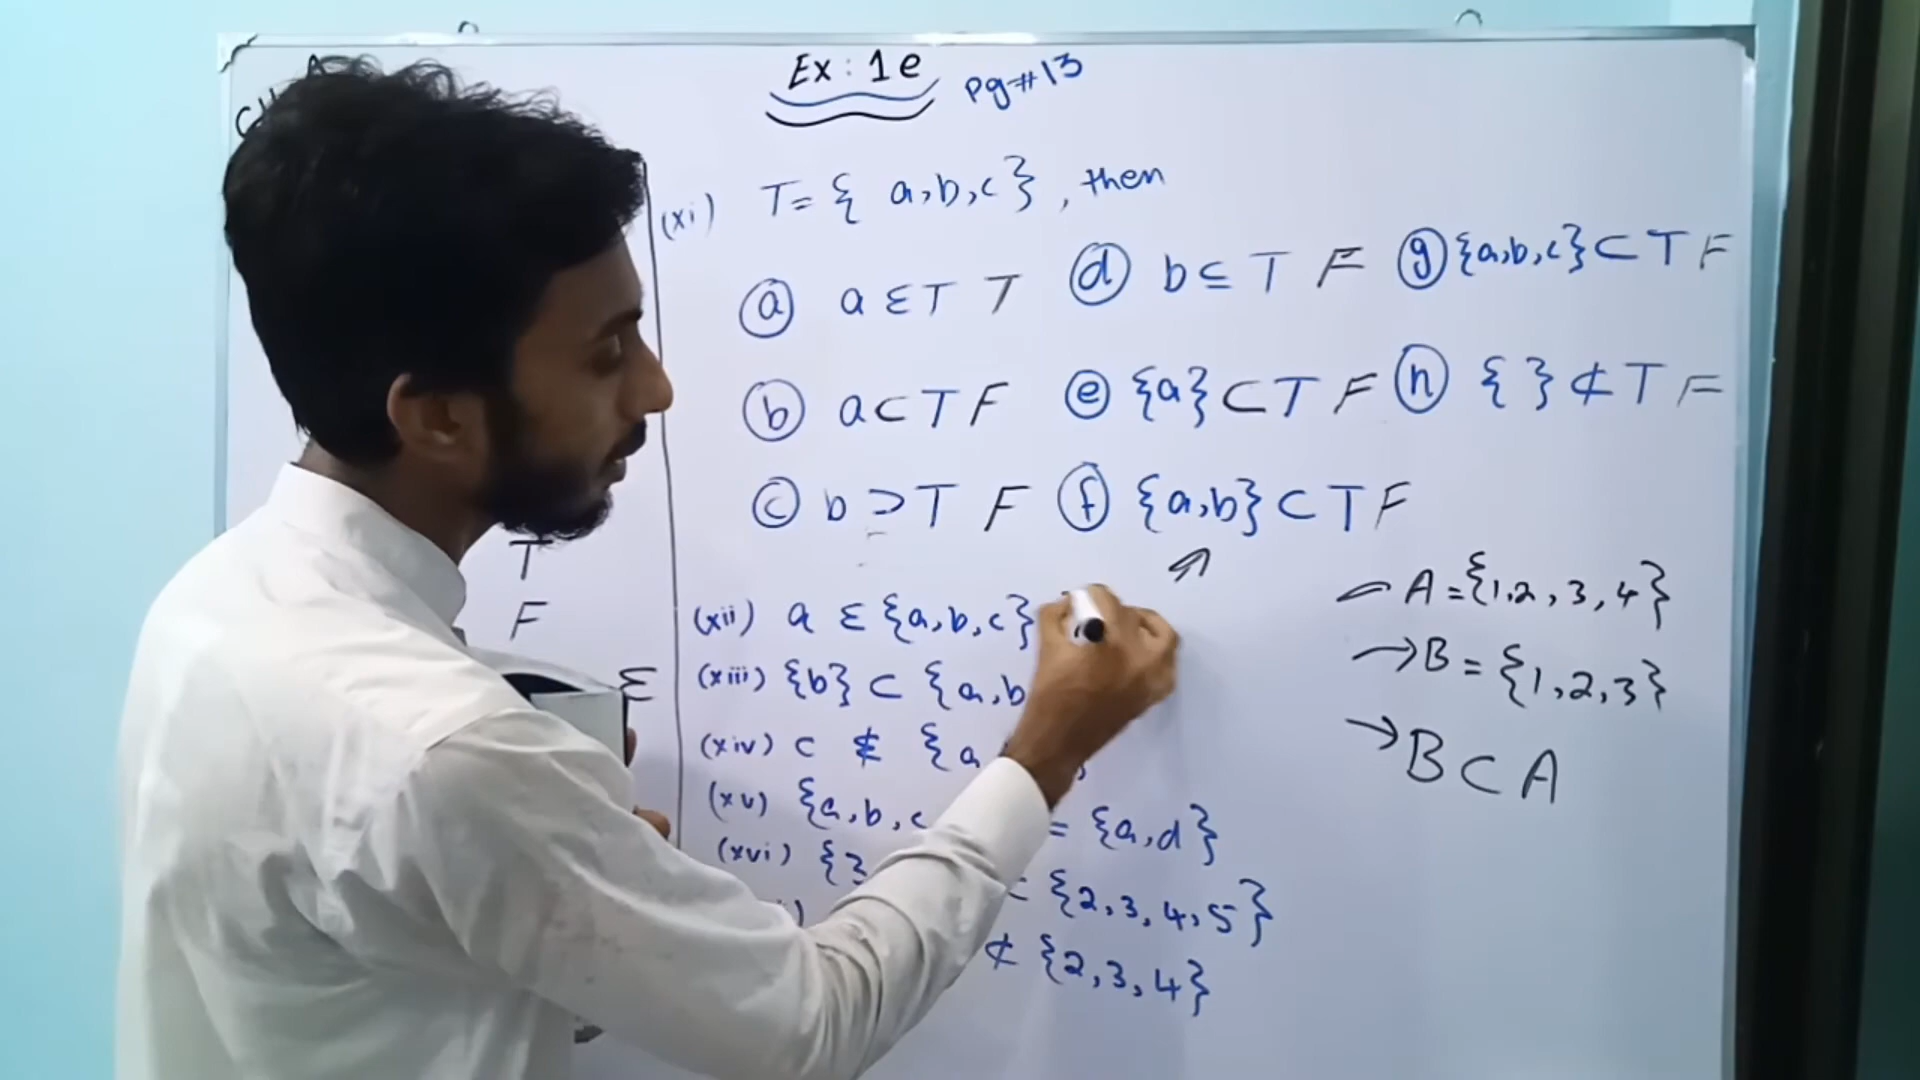 Ex: 1e
Pg#13
(xi) T={ a,b,c}, then
ⓐ a ∈ T T
ⓑ a ⊂ T F
ⓒ b ⊃ T F
ⓓ b ⊆ T F
ⓔ {a} ⊂ T F
ⓕ {a,b} ⊂ T F
ⓖ {a,b,c} ⊂ T F
ⓗ { } ⊄ T F
T
F
∈
(xii) a ∈ {a,b,c}
(xiii) {b} ⊂ {a,b
(xiv) c ∉ {a
(xv) {a,b,c = {a,d}
(xvi) {3 ⊂ {2,3,4,5}
⊄ {2,3,4}
A={1,2,3,4}
→B={1,2,3}
→B⊂A